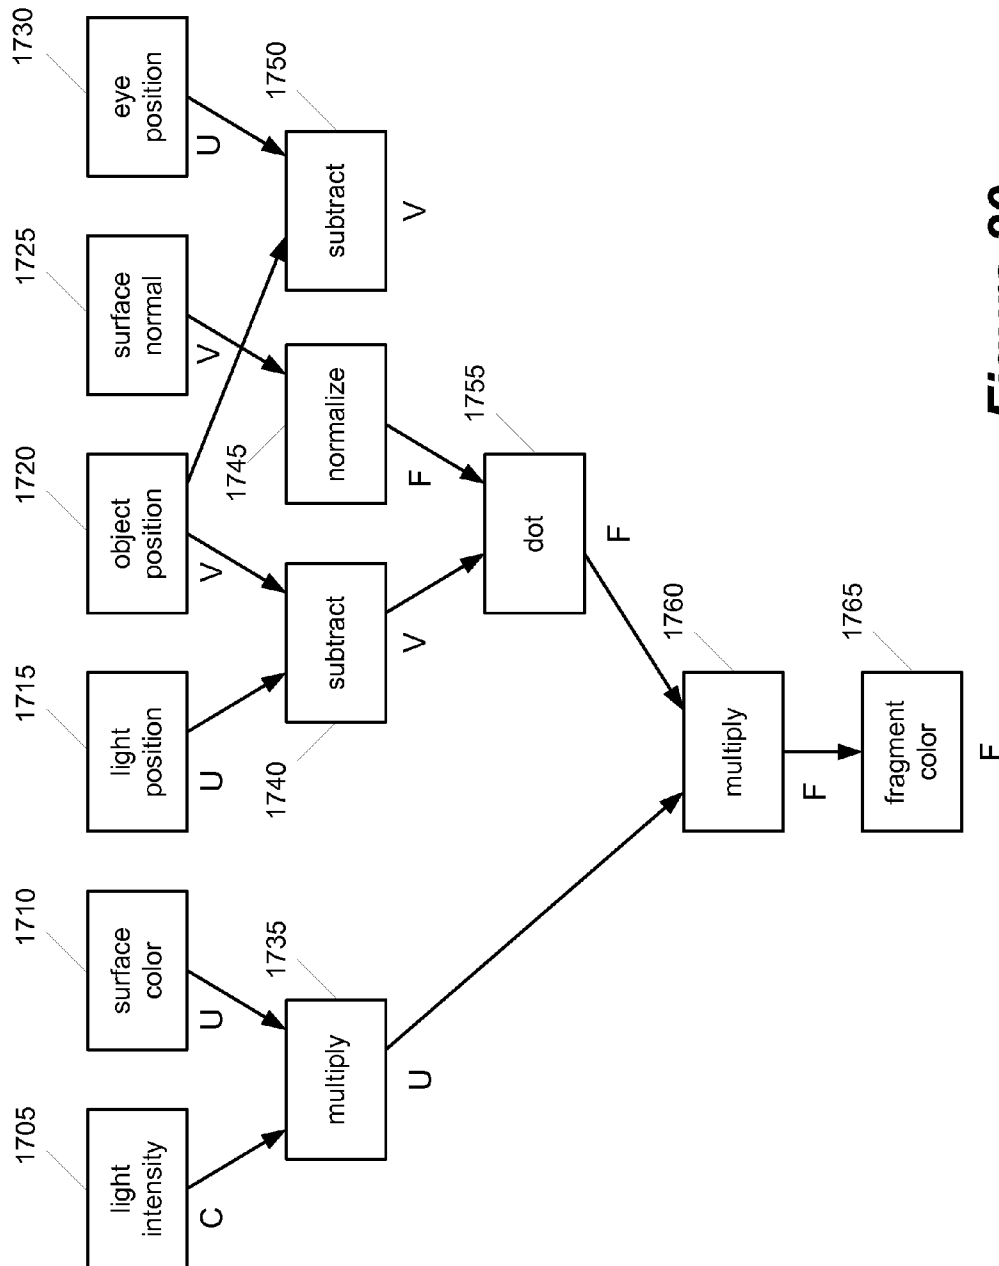 1705
1710
1715
1720
1725
1730
light
intensity
surface
color
light
position
object
position
surface
normal
eye
position
C
U
U
V
V
U
1735
1740
1745
1750
multiply
subtract
normalize
subtract
U
V
F
V
1755
dot
F
1760
multiply
F
1765
fragment
color
F
Figure